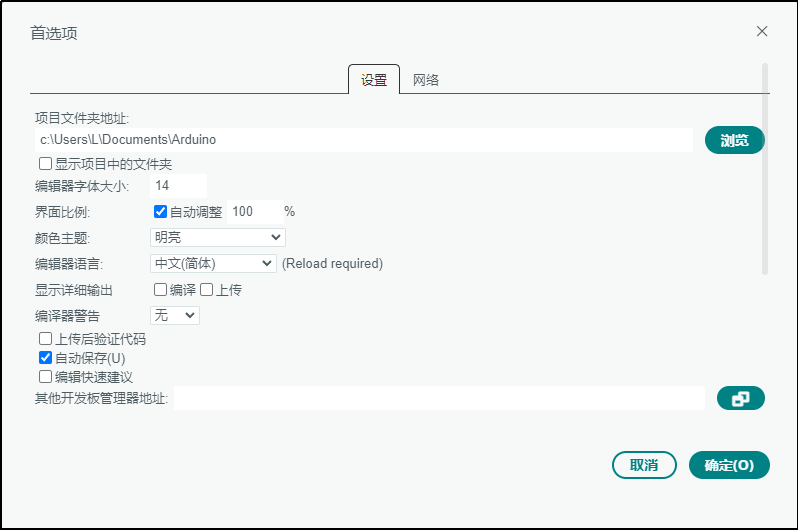 首选项
设置 网络
项目文件夹地址:
c:\Users\L\Documents\Arduino 浏览
显示项目中的文件夹
编辑器字体大小: 14
界面比例: 自动调整 100 %
颜色主题: 明亮
编辑器语言: 中文(简体) (Reload required)
显示详细输出 编译 上传
编译器警告 无
上传后验证代码
自动保存(U)
编辑快速建议
其他开发板管理器地址:
取消 确定(O)